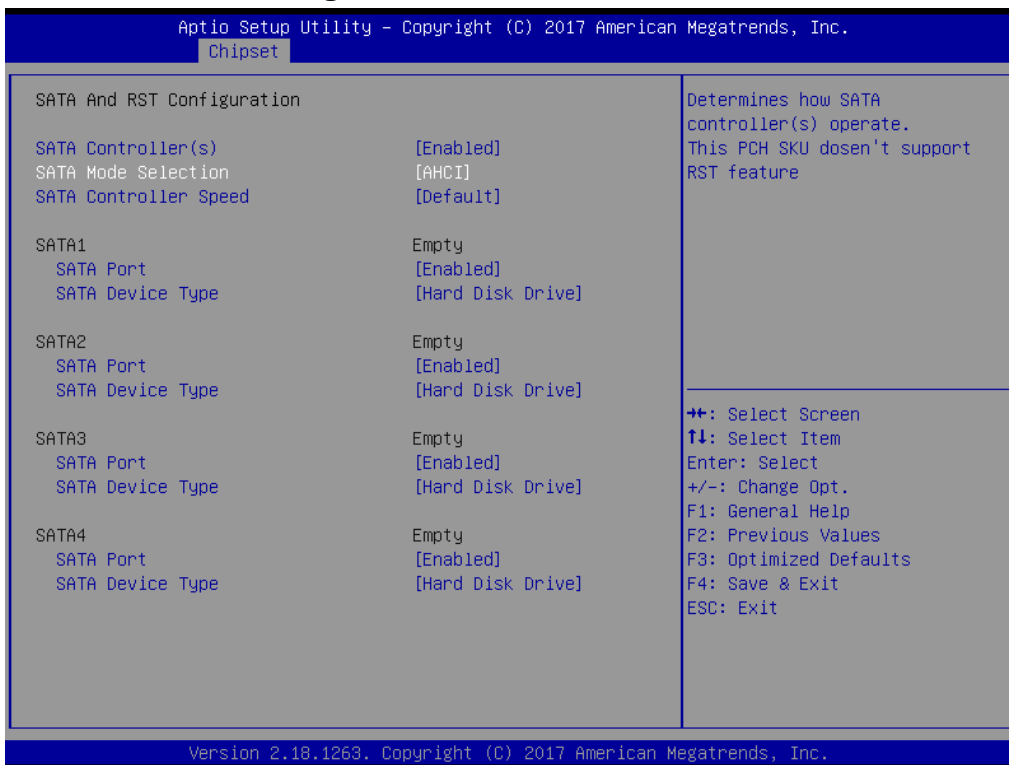 Aptio Setup Utility – Copyright (C) 2017 American Megatrends, Inc.
Chipset
SATA And RST Configuration
SATA Controller(s) [Enabled]
SATA Mode Selection [AHCI]
SATA Controller Speed [Default]
SATA1 Empty
SATA Port [Enabled]
SATA Device Type [Hard Disk Drive]
SATA2 Empty
SATA Port [Enabled]
SATA Device Type [Hard Disk Drive]
SATA3 Empty
SATA Port [Enabled]
SATA Device Type [Hard Disk Drive]
SATA4 Empty
SATA Port [Enabled]
SATA Device Type [Hard Disk Drive]
Determines how SATA
controller(s) operate.
This PCH SKU dosen't support
RST feature
→←: Select Screen
↑↓: Select Item
Enter: Select
+/-: Change Opt.
F1: General Help
F2: Previous Values
F3: Optimized Defaults
F4: Save & Exit
ESC: Exit
Version 2.18.1263. Copyright (C) 2017 American Megatrends, Inc.